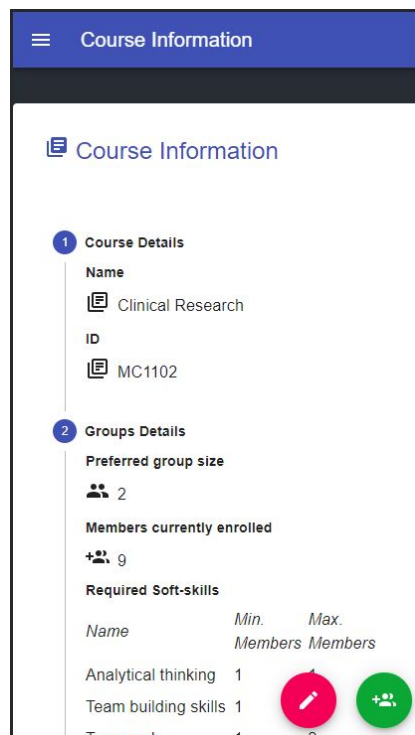 Course Information
Course Information
1 Course Details
Name
Clinical Research
ID
MC1102
2 Groups Details
Preferred group size
2
Members currently enrolled
9
Required Soft-skills
Name Min. Members Max. Members
Analytical thinking 1
Team building skills 1